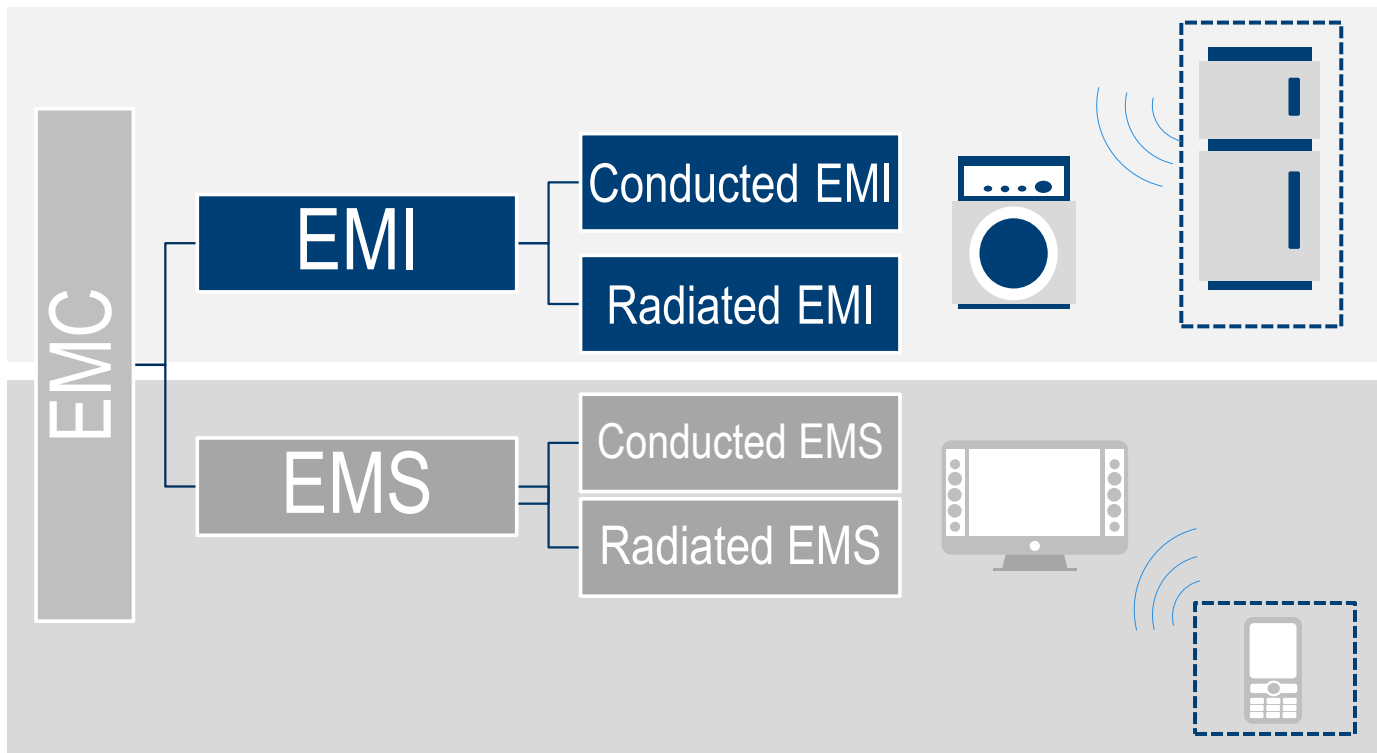 EMC
EMI
Conducted EMI
Radiated EMI
EMS
Conducted EMS
Radiated EMS